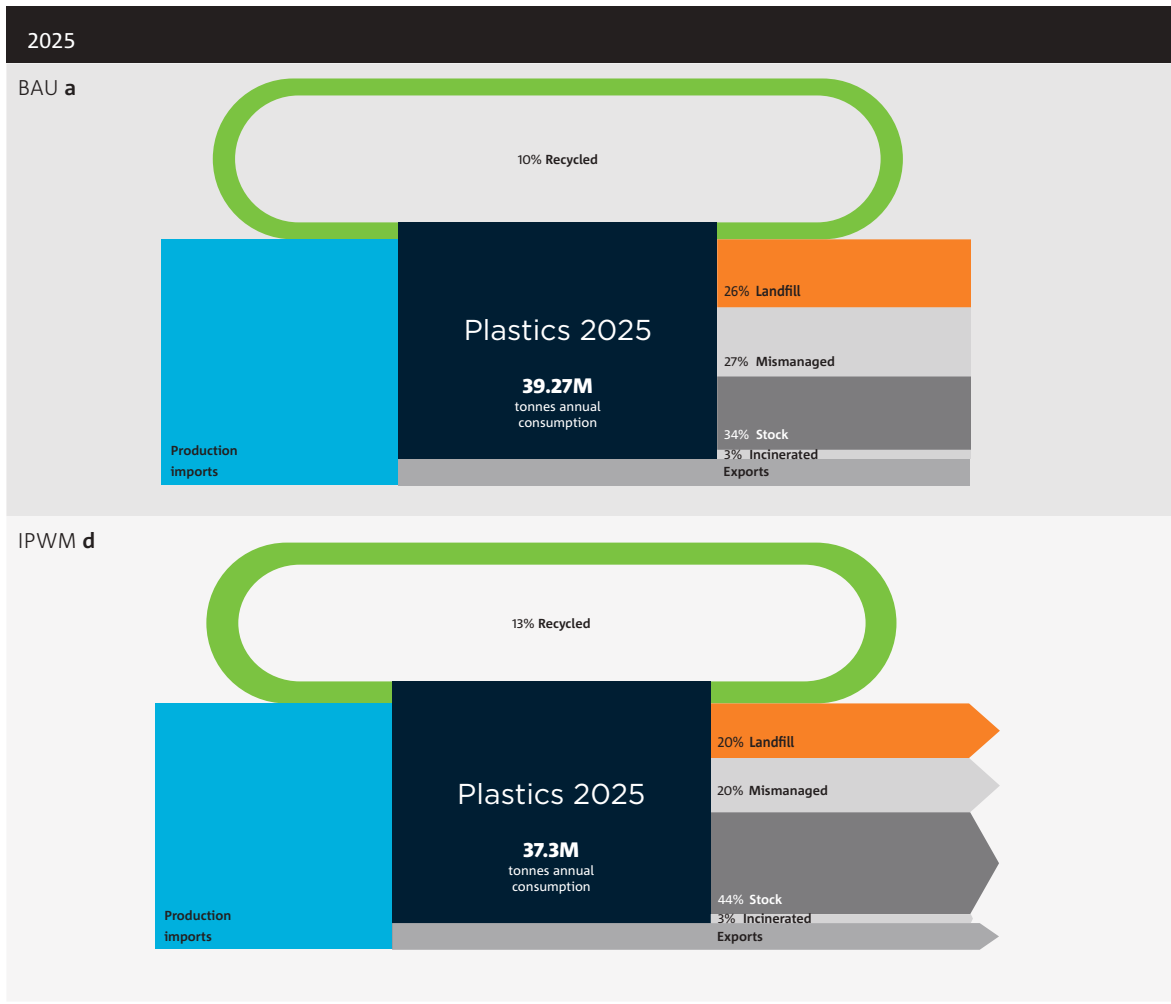 2025
BAU a
10% Recycled
26% Landfill
Plastics 2025
27% Mismanaged
39.27M
tonnes annual
consumption
34% Stock
Production
imports
3% Incinerated
Exports
IPWM d
13% Recycled
20% Landfill
Plastics 2025
20% Mismanaged
37.3M
tonnes annual
consumption
44% Stock
Production
imports
3% Incinerated
Exports